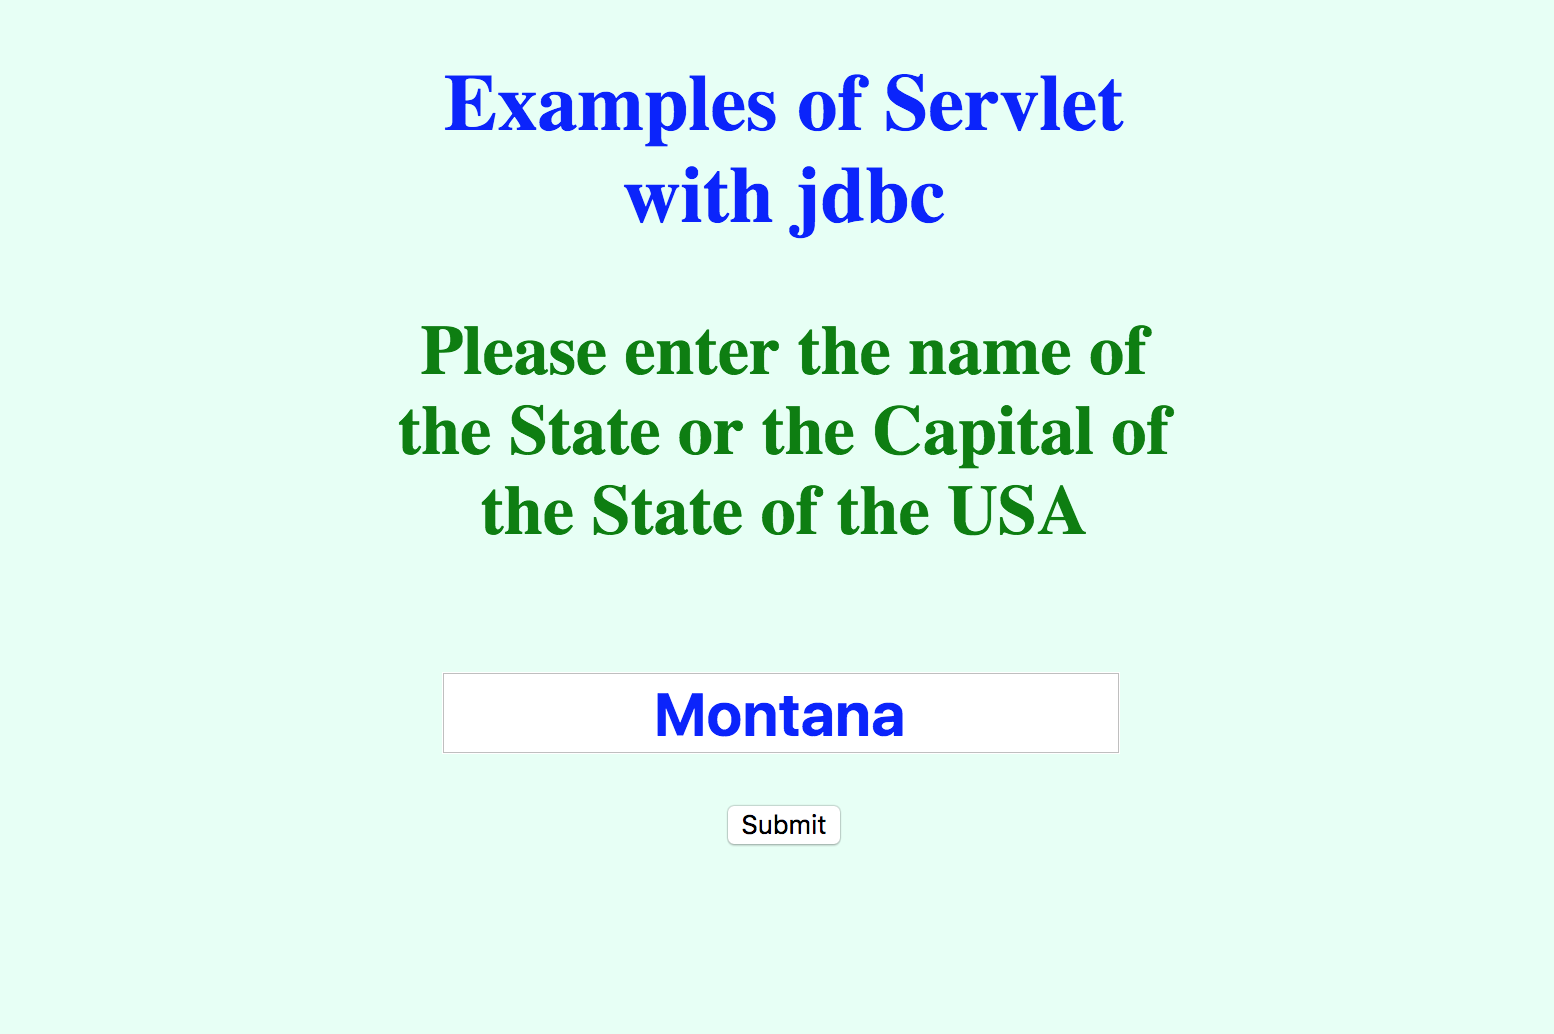 Examples of Servlet
with jdbc
Please enter the name of
the State or the Capital of
the State of the USA
Montana
Submit